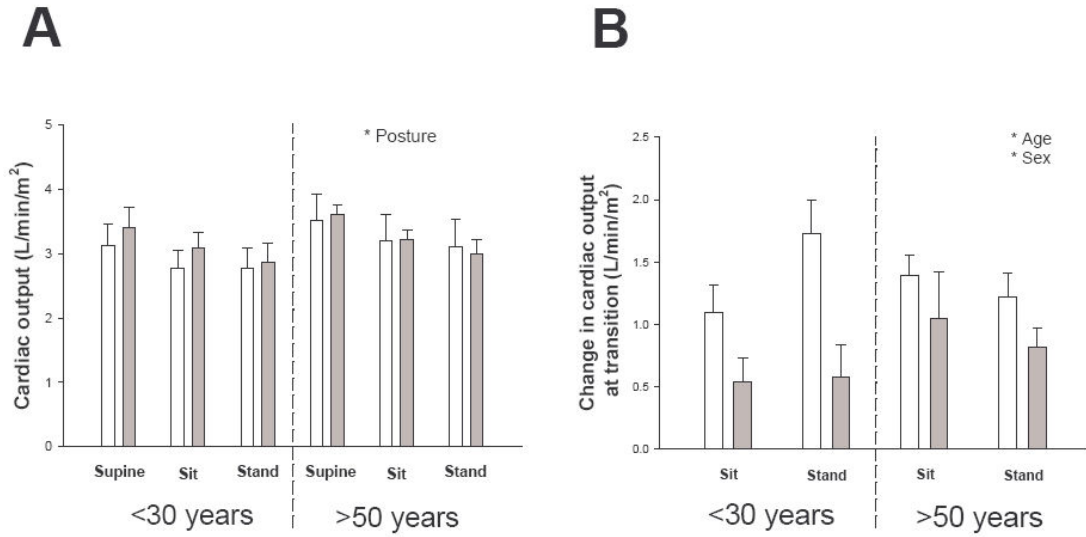 A
Cardiac output (L/min/m²)
5
4
3
2
1
0
* Posture
Supine Sit Stand Supine Sit Stand
<30 years >50 years
B
Change in cardiac output
at transition (L/min/m²)
2.5
2.0
1.5
1.0
0.5
0.0
* Age
* Sex
Sit Stand Sit Stand
<30 years >50 years